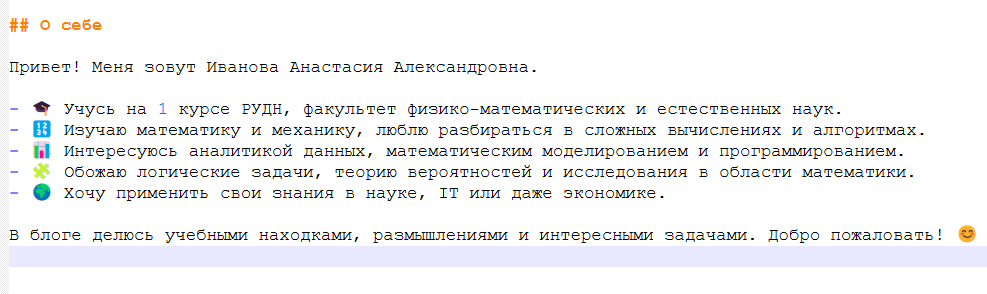 ## О себе
Привет! Меня зовут Иванова Анастасия Александровна.
- 🎓 Учусь на 1 курсе РУДН, факультет физико-математических и естественных наук.
- 🔢 Изучаю математику и механику, люблю разбираться в сложных вычислениях и алгоритмах.
- 📊 Интересуюсь аналитикой данных, математическим моделированием и программированием.
- 🧩 Обожаю логические задачи, теорию вероятностей и исследования в области математики.
- 🌍 Хочу применить свои знания в науке, IT или даже экономике.
В блоге делюсь учебными находками, размышлениями и интересными задачами. Добро пожаловать! 😊